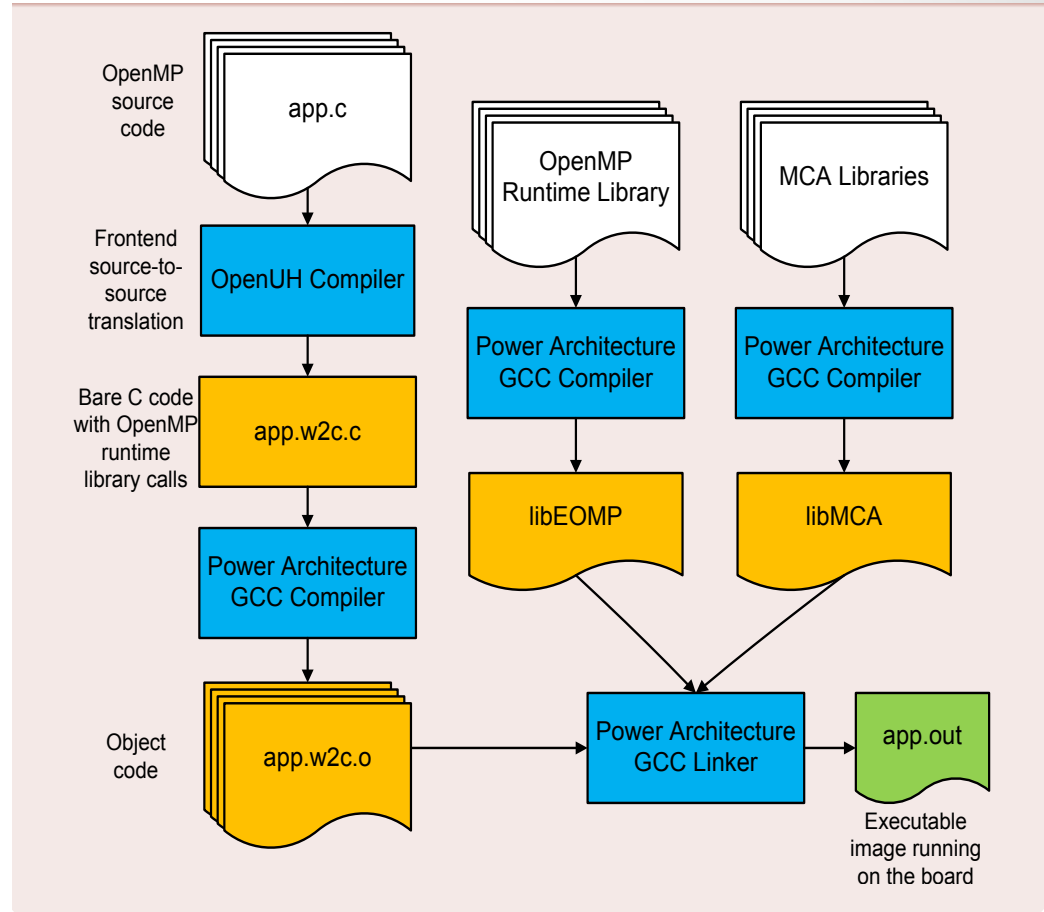 OpenMP
source
code
app.c
OpenMP
Runtime Library
MCA Libraries
Frontend
source-to-
source
translation
OpenUH Compiler
Power Architecture
GCC Compiler
Power Architecture
GCC Compiler
Bare C code
with OpenMP
runtime
library calls
app.w2c.c
libEOMP
libMCA
Power Architecture
GCC Compiler
Object
code
app.w2c.o
Power Architecture
GCC Linker
app.out
Executable
image running
on the board